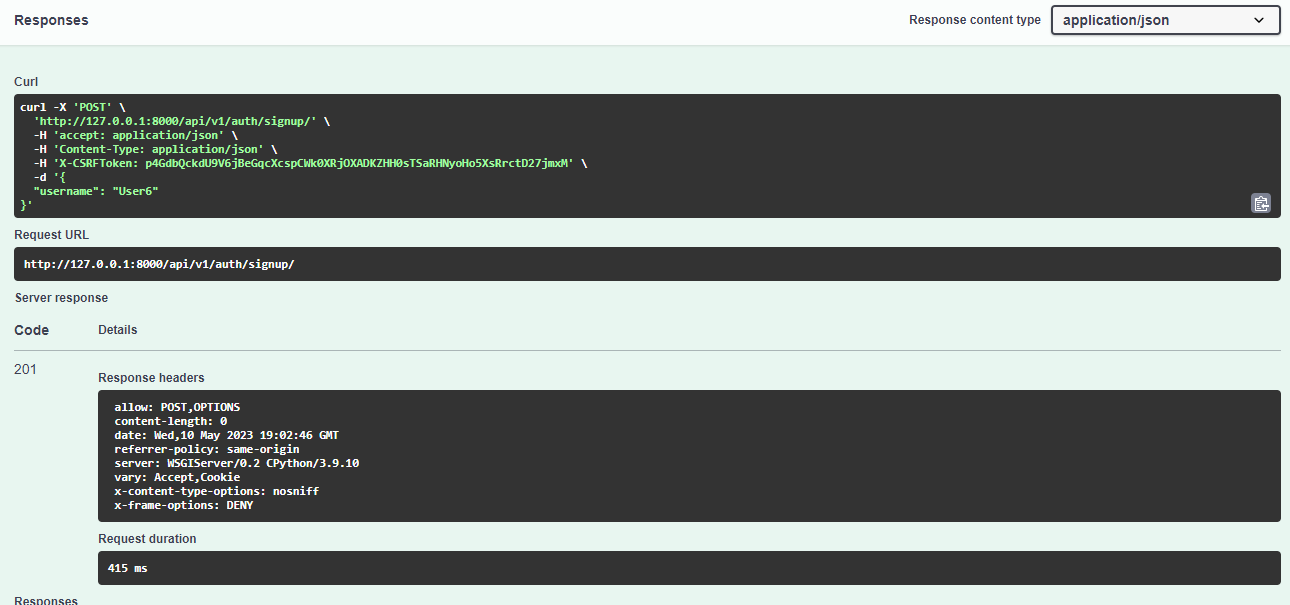 Responses
Response content type
application/json
Curl
curl -X 'POST' \
'http://127.0.0.1:8000/api/v1/auth/signup/' \
-H 'accept: application/json' \
-H 'Content-Type: application/json' \
-H 'X-CSRFToken: p4GdbQckdU9V6jBeGqcXcspCWk0XRjOXADKZHH0sTSaRHNyoHo5XsRrctD27jmxM' \
-d '{
"username": "User6"
}'
Request URL
http://127.0.0.1:8000/api/v1/auth/signup/
Server response
Code
Details
201
Response headers
allow: POST,OPTIONS
content-length: 0
date: Wed,10 May 2023 19:02:46 GMT
referrer-policy: same-origin
server: WSGIServer/0.2 CPython/3.9.10
vary: Accept,Cookie
x-content-type-options: nosniff
x-frame-options: DENY
Request duration
415 ms
Responses